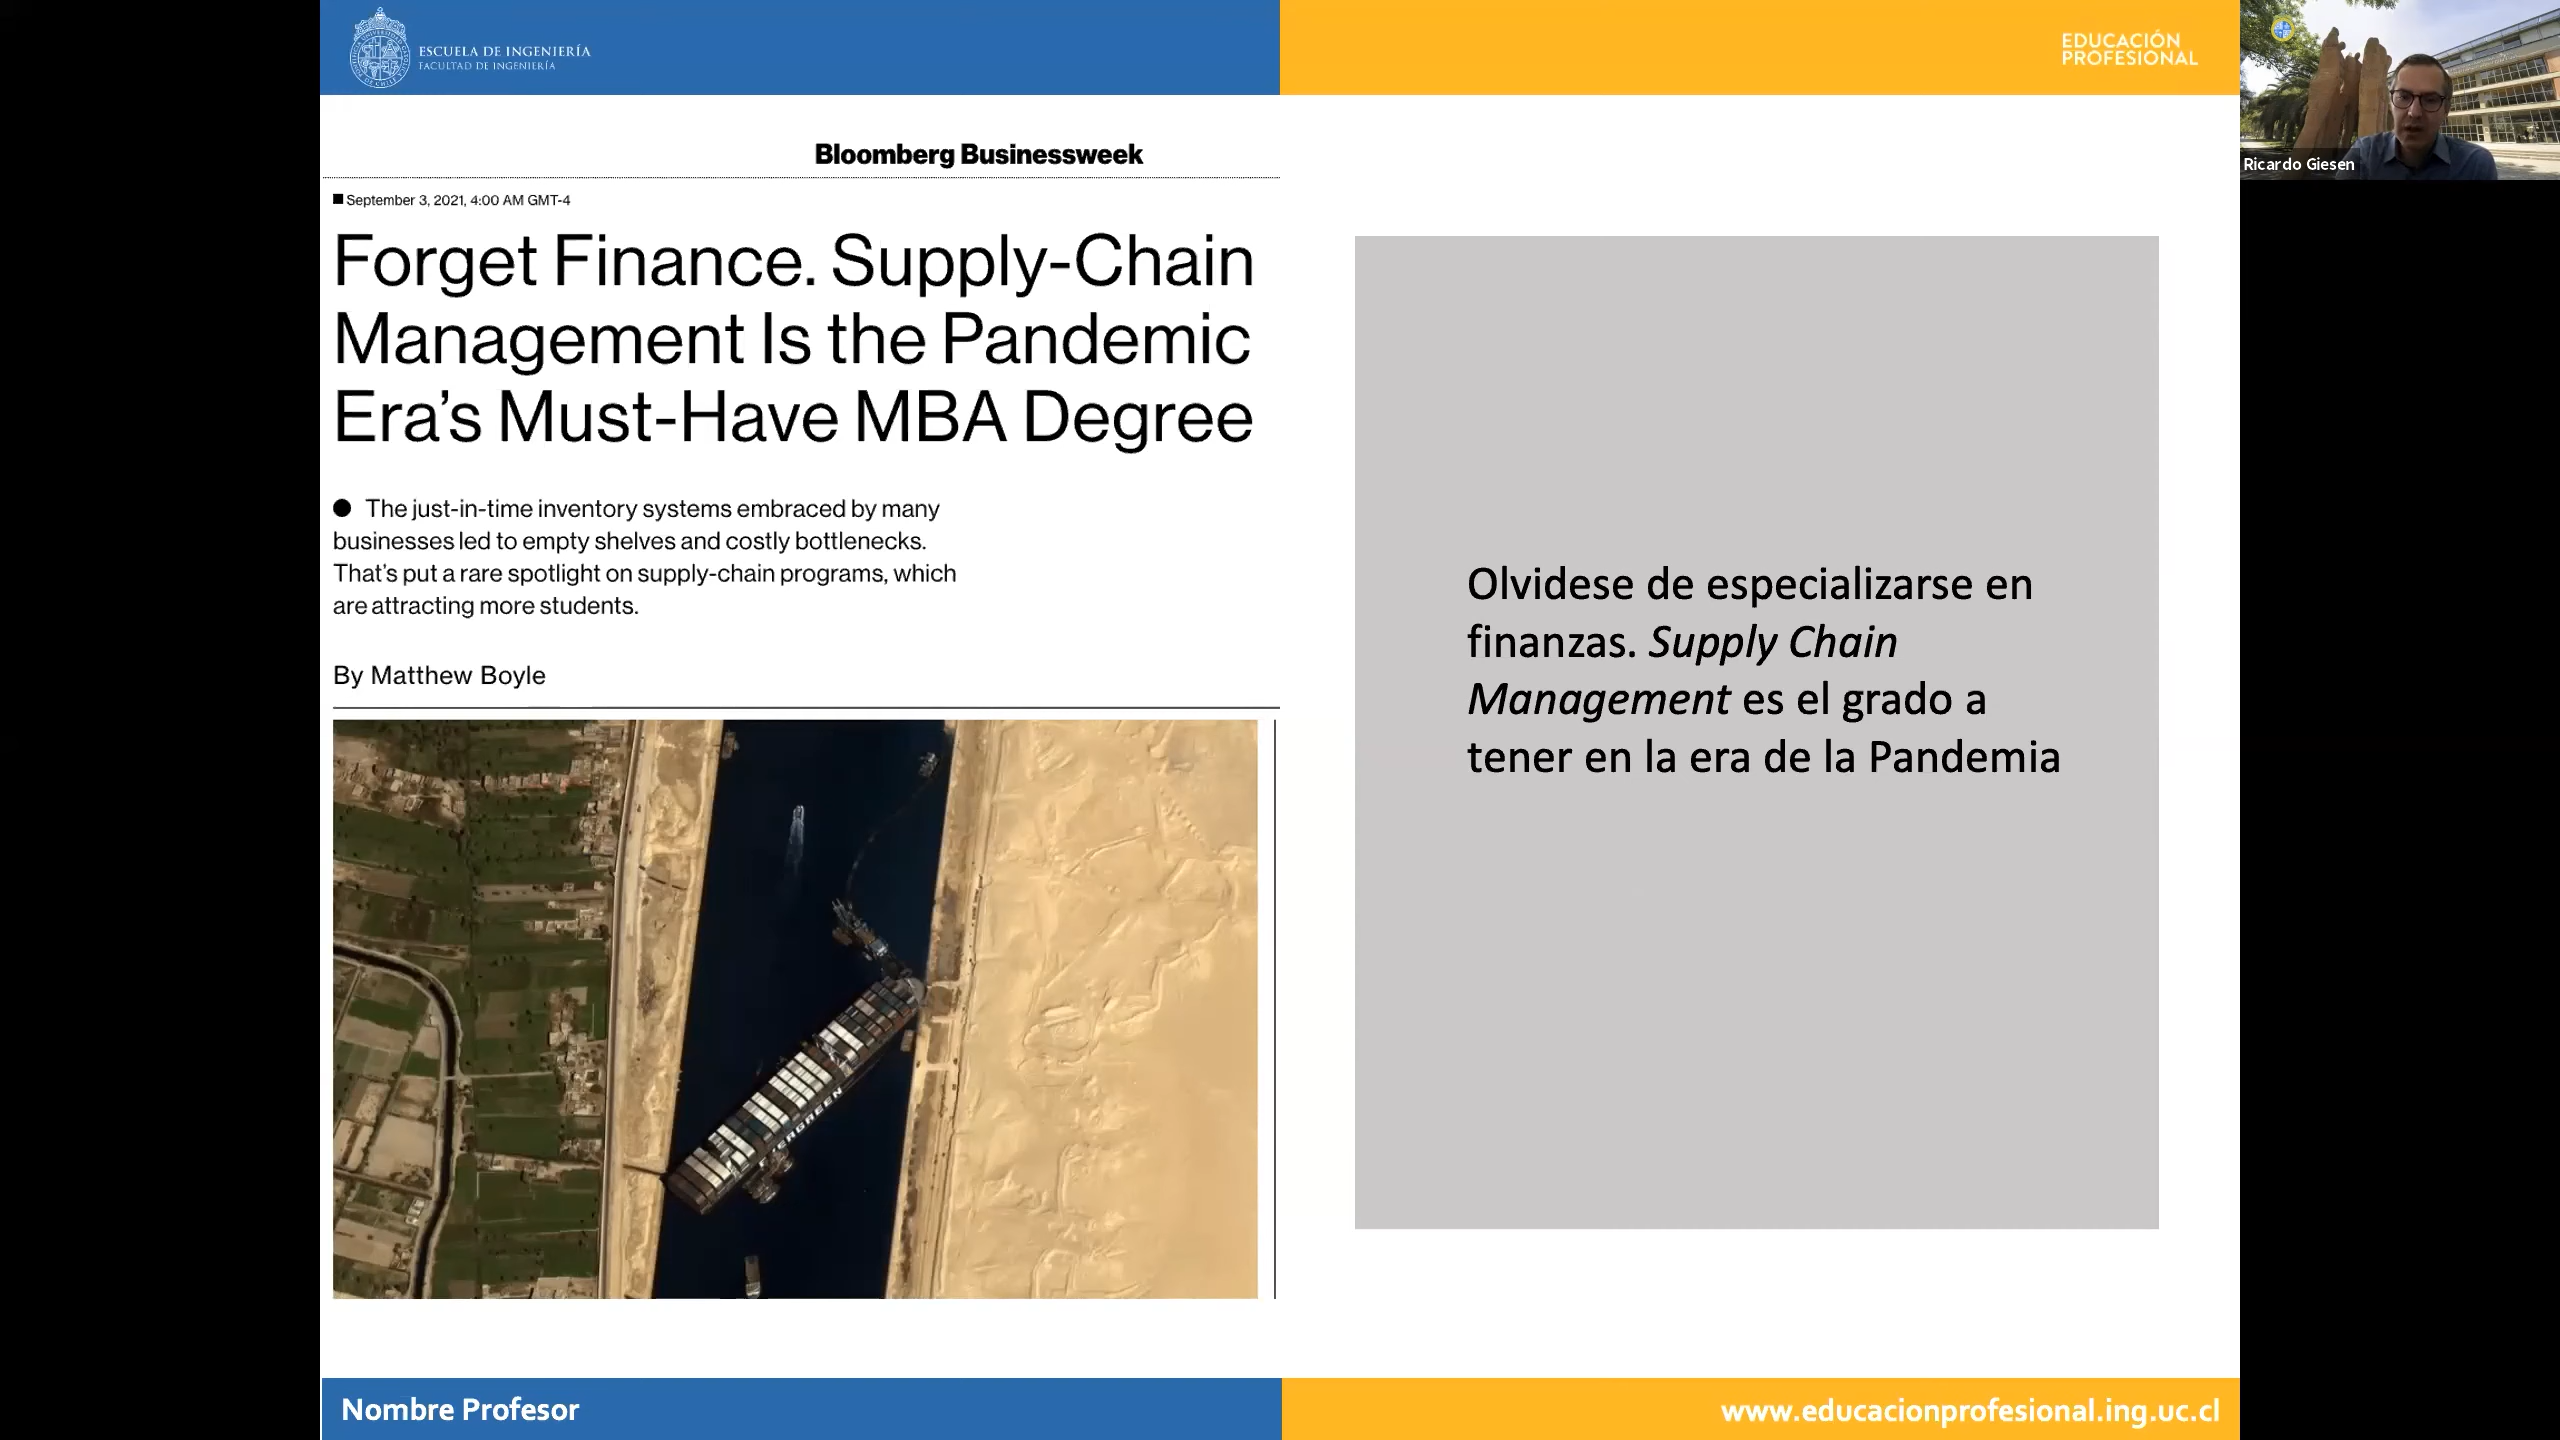 ESCUELA DE INGENIERÍA
FACULTAD DE INGENIERÍA
EDUCACIÓN
PROFESIONAL
Ricardo Giesen
Bloomberg Businessweek
September 3, 2021, 4:00 AM GMT-4
Forget Finance. Supply-Chain
Management Is the Pandemic
Era’s Must-Have MBA Degree
● The just-in-time inventory systems embraced by many
businesses led to empty shelves and costly bottlenecks.
That’s put a rare spotlight on supply-chain programs, which
are attracting more students.
By Matthew Boyle
Olvidese de especializarse en
finanzas. Supply Chain
Management es el grado a
tener en la era de la Pandemia
Nombre Profesor
www.educacionprofesional.ing.uc.cl